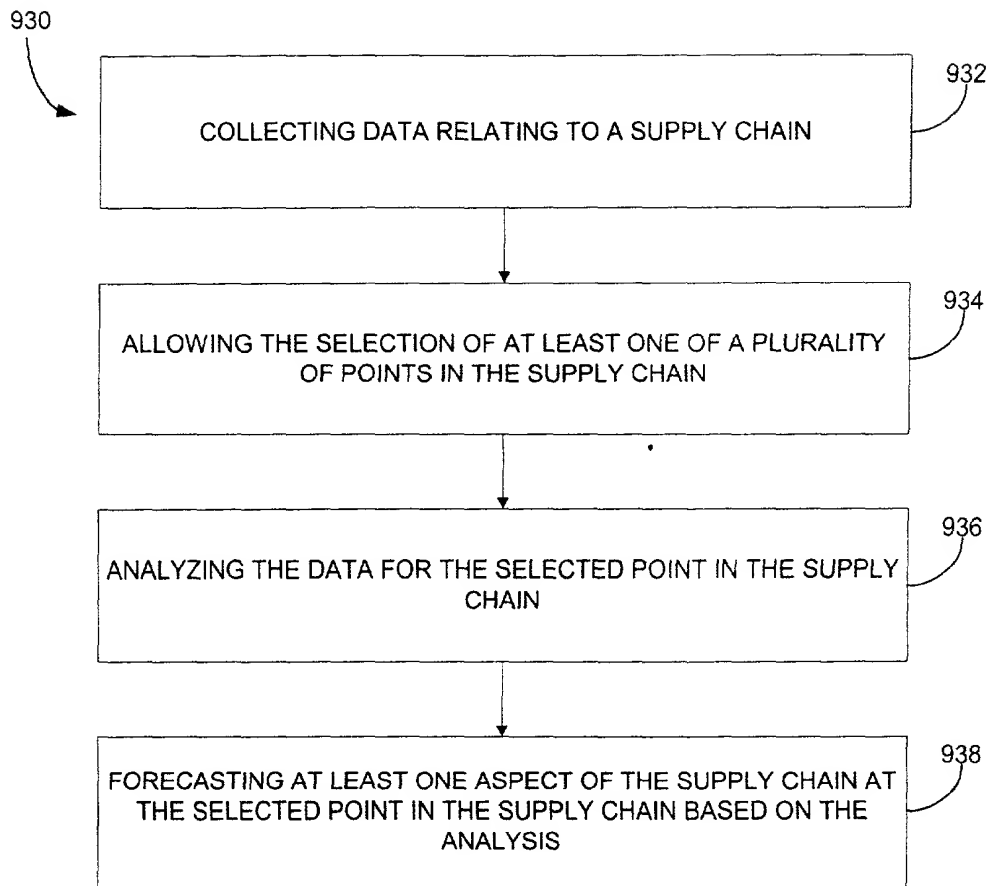 930
932
COLLECTING DATA RELATING TO A SUPPLY CHAIN
934
ALLOWING THE SELECTION OF AT LEAST ONE OF A PLURALITY
OF POINTS IN THE SUPPLY CHAIN
936
ANALYZING THE DATA FOR THE SELECTED POINT IN THE SUPPLY
CHAIN
938
FORECASTING AT LEAST ONE ASPECT OF THE SUPPLY CHAIN AT
THE SELECTED POINT IN THE SUPPLY CHAIN BASED ON THE
ANALYSIS